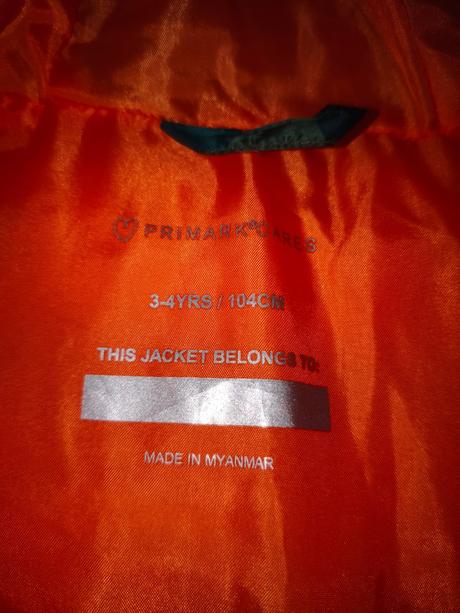 PRIMARK® CARES
3-4YRS / 104CM
THIS JACKET BELONGS TO:
MADE IN MYANMAR